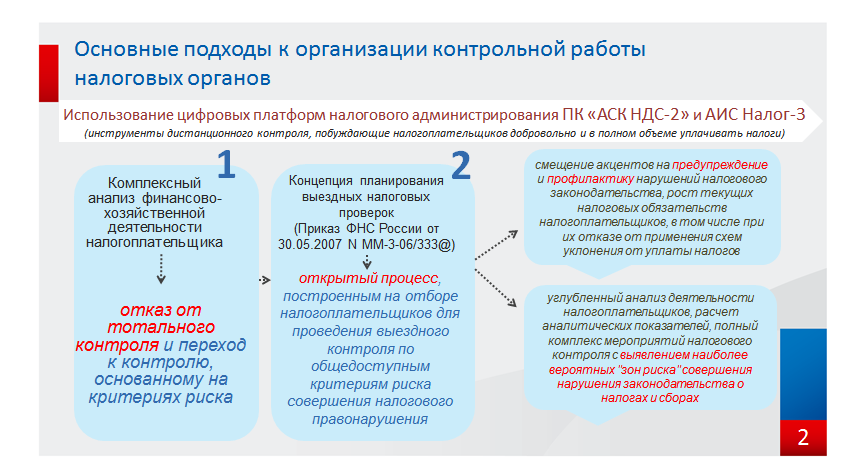 Основные подходы к организации контрольной работы
налоговых органов
Использование цифровых платформ налогового администрирования ПК «АСК НДС-2» и АИС Налог-3
(инструменты дистанционного контроля, побуждающие налогоплательщиков добровольно и в полном объеме уплачивать налоги)
1
Комплексный
анализ финансово-
хозяйственной
деятельности
налогоплательщика
отказ от
тотального
контроля и переход
к контролю,
основанному на
критериях риска
2
Концепция планирования
выездных налоговых
проверок
(Приказ ФНС России от
30.05.2007 N ММ-3-06/333@)
открытый процесс,
построенным на отборе
налогоплательщиков для
проведения выездного
контроля по
общедоступным
критериям риска
совершения налогового
правонарушения
смещение акцентов на предупреждение
и профилактику нарушений налогового
законодательства, рост текущих
налоговых обязательств
налогоплательщиков, в том числе при
их отказе от применения схем
уклонения от уплаты налогов
углубленный анализ деятельности
налогоплательщиков, расчет
аналитических показателей, полный
комплекс мероприятий налогового
контроля с выявлением наиболее
вероятных "зон риска" совершения
нарушения законодательства о
налогах и сборах
2